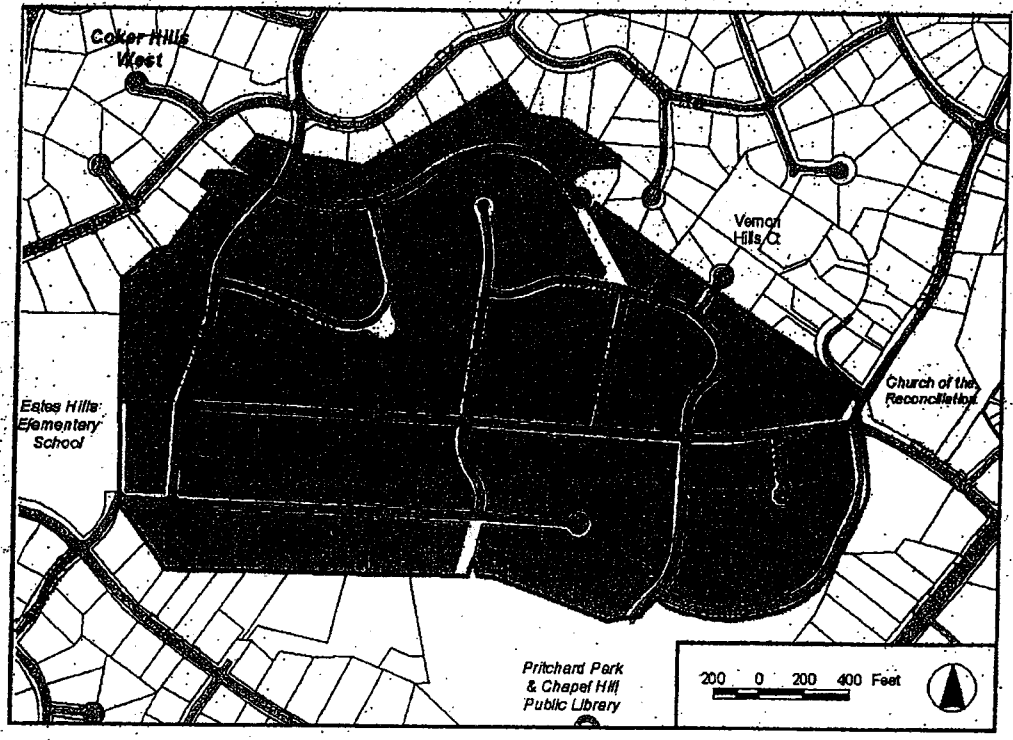 Coker Hills
West
Vernon
Hills Ct
Estes Hills
Elementary
School
Church of the
Reconciliation
Pritchard Park
& Chapel Hill
Public Library
200 0 200 400 Feet